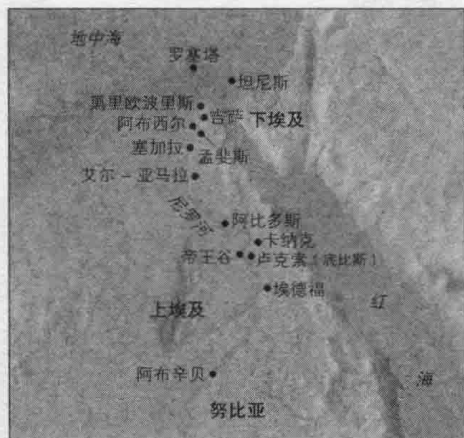 地中海
罗塞塔
坦尼斯
篤里欧波里斯
吉萨
下埃及
阿布西尔
孟斐斯
塞加拉
艾尔－亚马拉
尼罗河
阿比多斯
卡纳克
帝王谷
卢克索（底比斯）
埃德福
上埃及
红海
阿布辛贝
努比亚